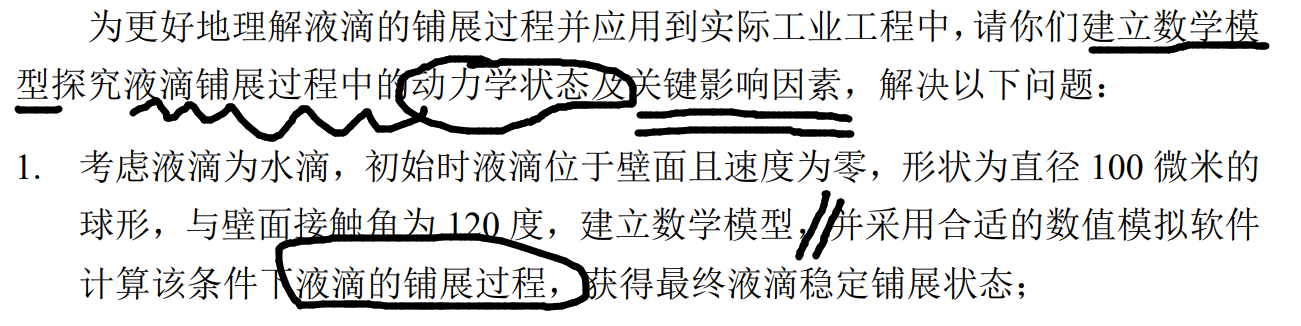 为更好地理解液滴的铺展过程并应用到实际工业工程中，请你们建立数学模
型探究液滴铺展过程中的动力学状态及关键影响因素，解决以下问题：
1. 考虑液滴为水滴，初始时液滴位于壁面且速度为零，形状为直径 100 微米的
球形，与壁面接触角为 120 度，建立数学模型，并采用合适的数值模拟软件
计算该条件下液滴的铺展过程，获得最终液滴稳定铺展状态；